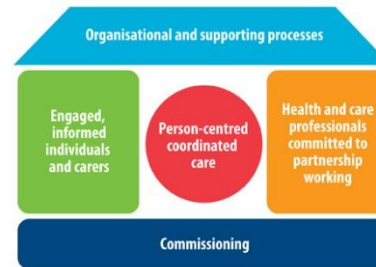 Organisational and supporting processes
Engaged,
informed
individuals
and carers
Person-centred
coordinated
care
Health and care
professionals
committed to
partnership
working
Commissioning